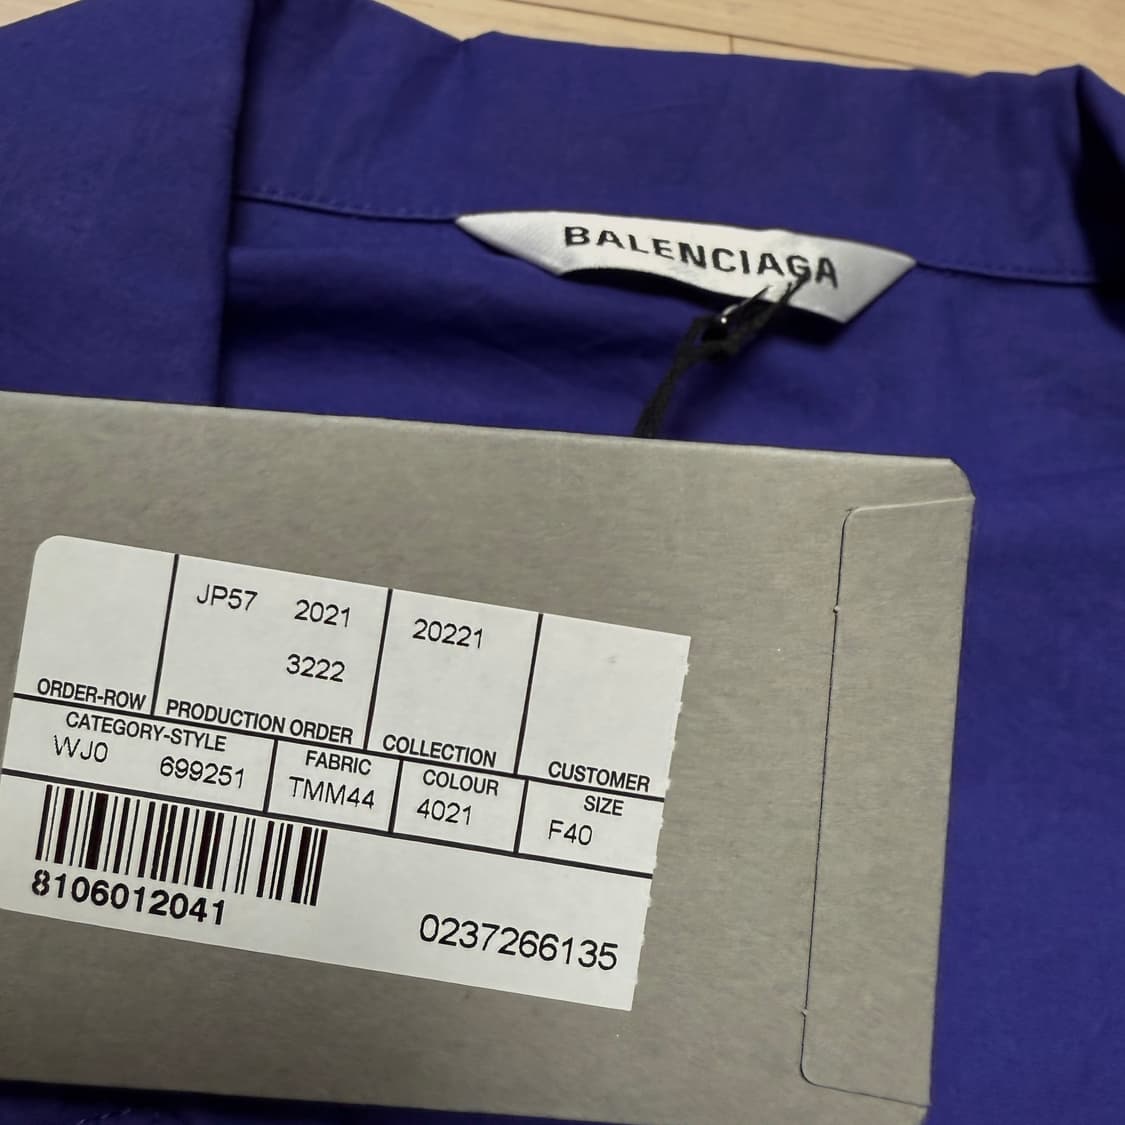 BALENCIAGA
JP57 2021 20221
3222
ORDER-ROW PRODUCTION ORDER COLLECTION CUSTOMER
CATEGORY-STYLE FABRIC COLOUR SIZE
WJ0 699251 TMM44 4021 F40
8106012041 0237266135